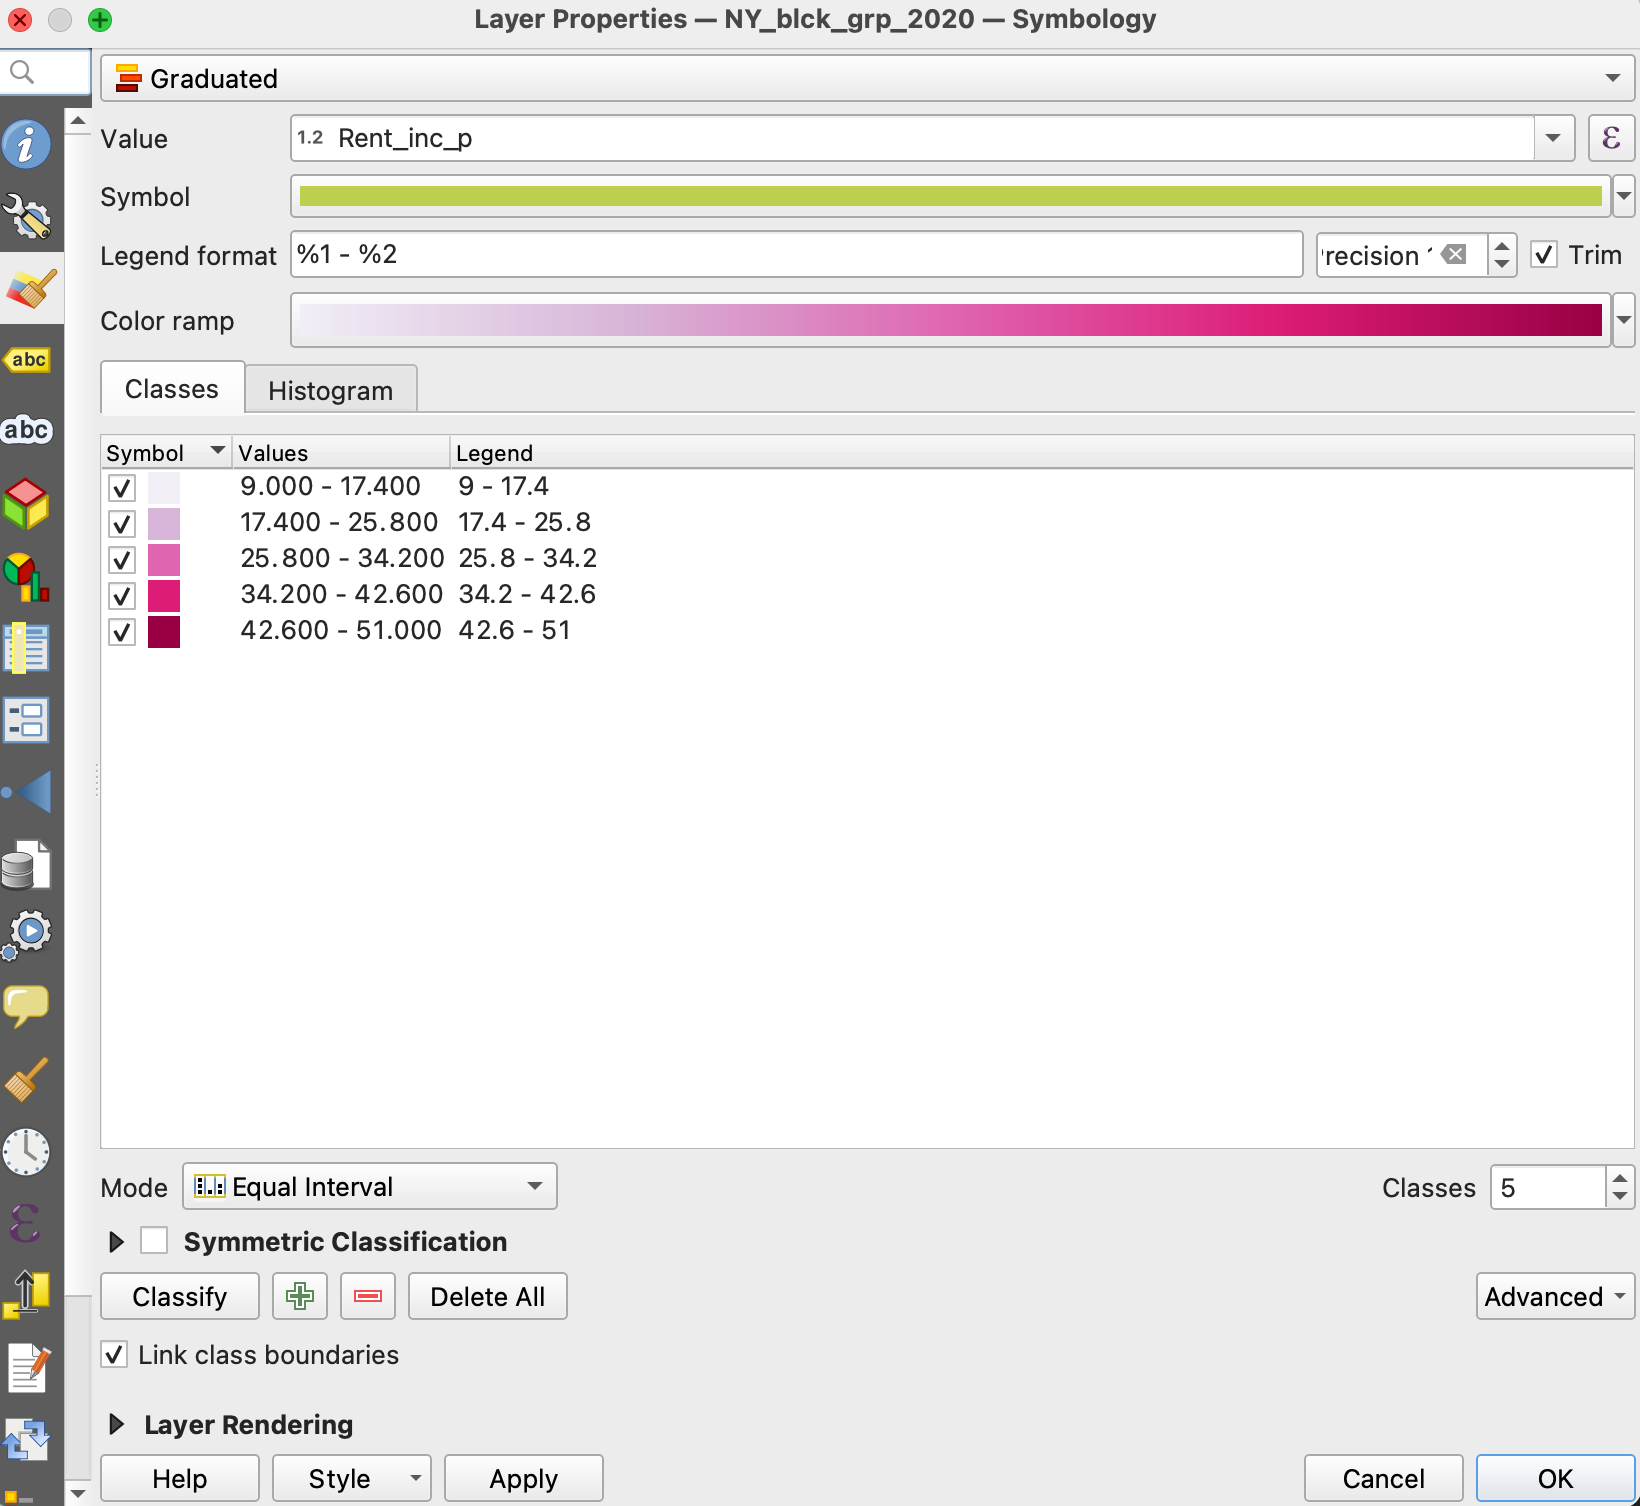 Layer Properties — NY_blck_grp_2020 — Symbology
Graduated
Value 1.2 Rent_inc_p ε
Symbol
Legend format %1 - %2 recision Trim
Color ramp
abc
Classes Histogram
abc
Symbol Values Legend
9.000 - 17.400 9 - 17.4
17.400 - 25.800 17.4 - 25.8
25.800 - 34.200 25.8 - 34.2
34.200 - 42.600 34.2 - 42.6
42.600 - 51.000 42.6 - 51
Mode Equal Interval Classes 5
ε
Symmetric Classification
Classify Delete All Advanced
Link class boundaries
Layer Rendering
Help Style Apply Cancel OK